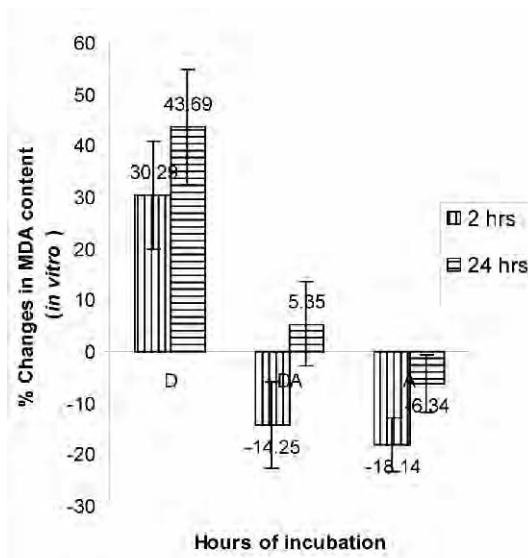 % Changes in MDA content
(in vitro)
60
50
40
30
20
10
0
-10
-20
-30
43.69
30.29
5.35
D
DA
A
-14.25
-18.14
-6.34
2 hrs
24 hrs
Hours of incubation